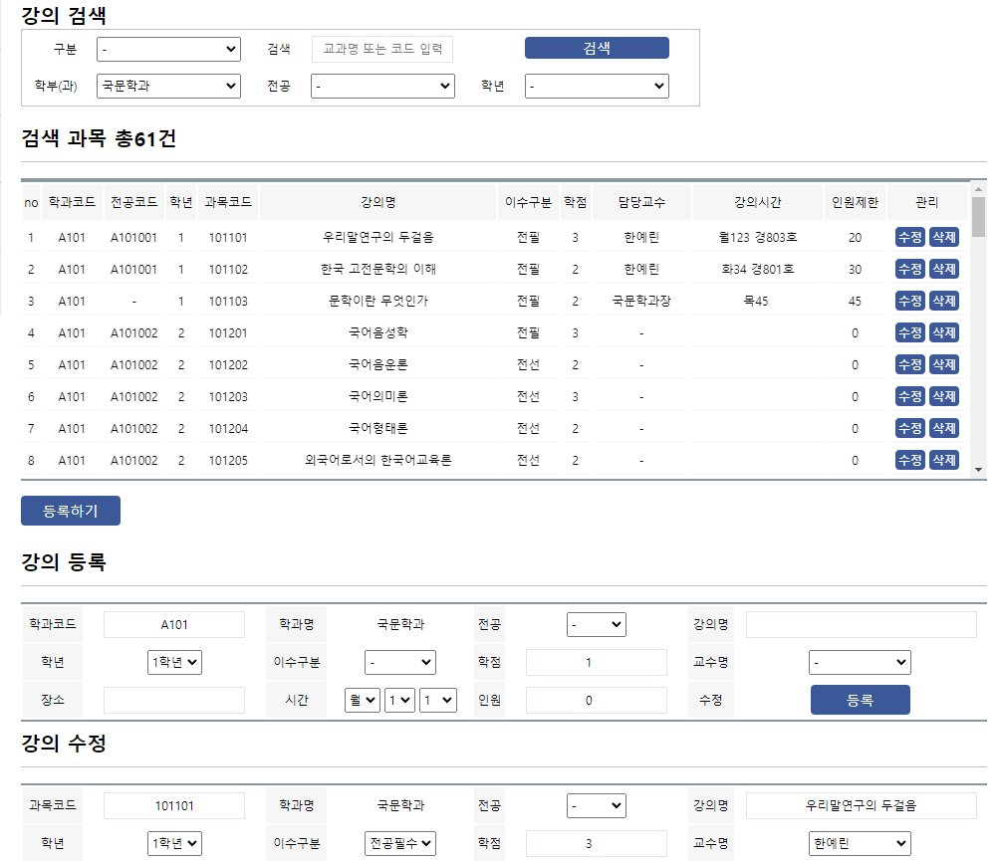 강의 검색
구분 - 검색 교과명 또는 코드 입력 검색
학부(과) 국문학과 전공 - 학년 -
검색 과목 총61건
no 학과코드 전공코드 학년 과목코드 강의명 이수구분 학점 담당교수 강의시간 인원제한 관리
1 A101 A101001 1 101101 우리말연구의 두걸음 전필 3 한예린 월123 경803호 20 수정 삭제
2 A101 A101001 1 101102 한국 고전문학의 이해 전필 2 한예린 화34 경801호 30 수정 삭제
3 A101 - 1 101103 문학이란 무엇인가 전필 2 국문학과장 목45 45 수정 삭제
4 A101 A101002 2 101201 국어음성학 전필 3 - 0 수정 삭제
5 A101 A101002 2 101202 국어음운론 전선 2 - 0 수정 삭제
6 A101 A101002 2 101203 국어의미론 전선 3 - 0 수정 삭제
7 A101 A101002 2 101204 국어형태론 전선 2 - 0 수정 삭제
8 A101 A101002 2 101205 외국어로서의 한국어교육론 전선 2 - 0 수정 삭제
등록하기
강의 등록
학과코드 A101 학과명 국문학과 전공 - 강의명
학년 1학년 이수구분 - 학점 1 교수명 -
장소 시간 월 1 1 인원 0 수정 등록
강의 수정
과목코드 101101 학과명 국문학과 전공 - 강의명 우리말연구의 두걸음
학년 1학년 이수구분 전공필수 학점 3 교수명 한예린